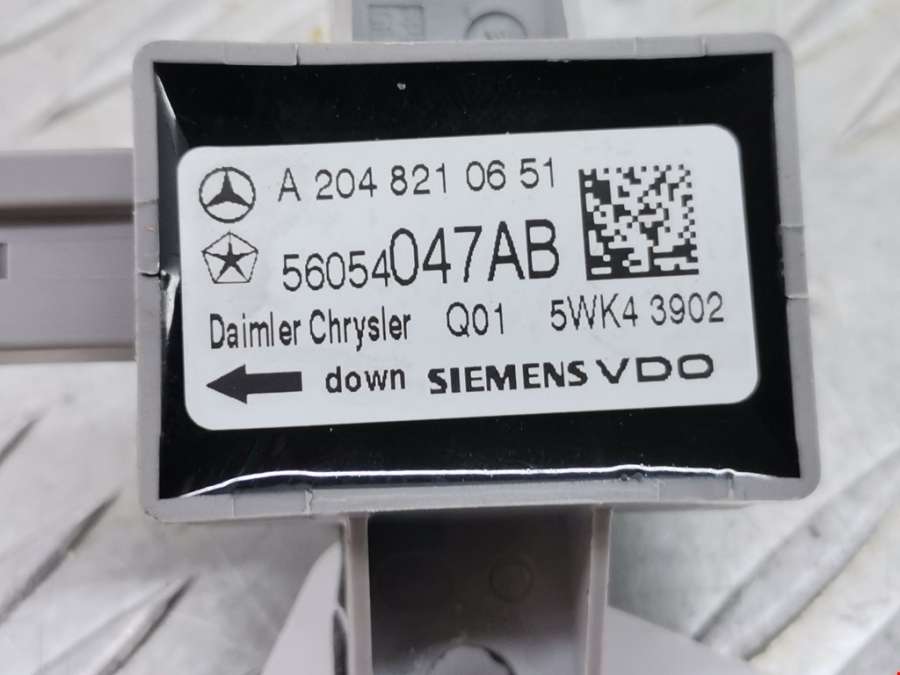 A 204 821 06 51
56054047AB
Daimler Chrysler Q01 5WK4 3902
down SIEMENS VDO